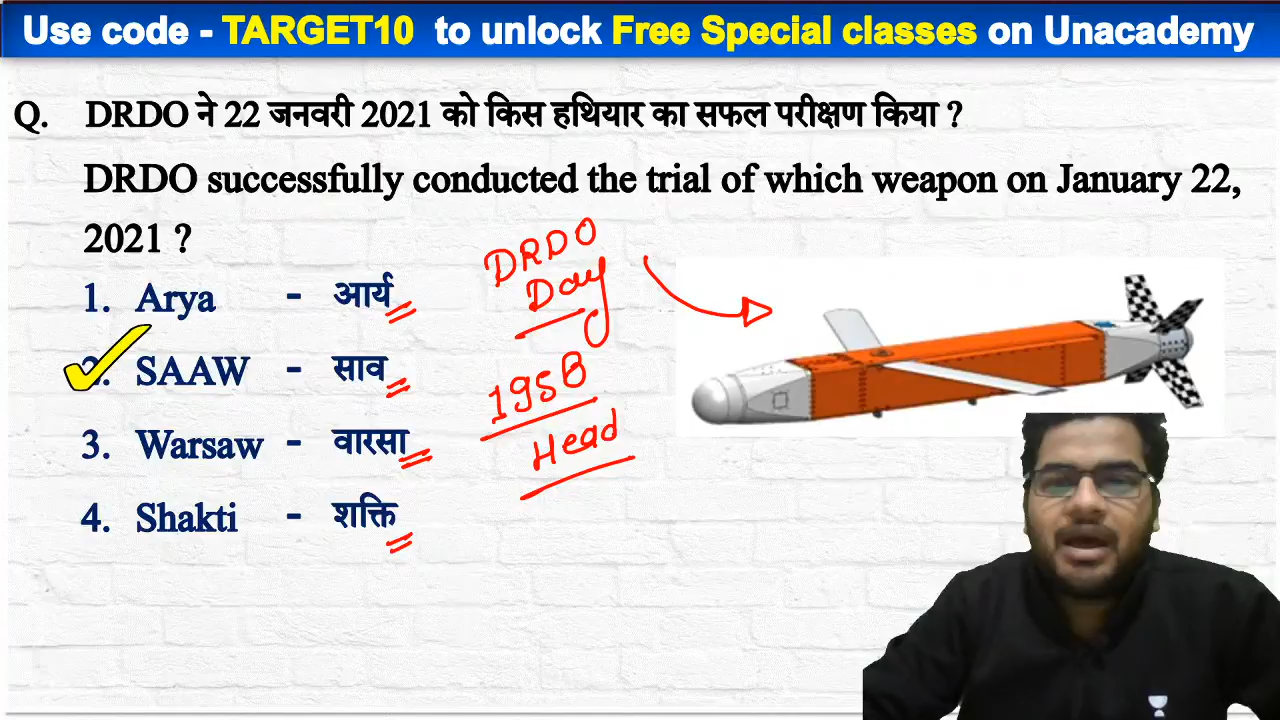 Use code - TARGET10 to unlock Free Special classes on Unacademy
Q. DRDO ने 22 जनवरी 2021 को किस हथियार का सफल परीक्षण किया ?
DRDO successfully conducted the trial of which weapon on January 22,
2021 ?
1. Arya - आर्य
2. SAAW - साव
3. Warsaw - वारसा
4. Shakti - शक्ति
DRDO
Day
1958
Head